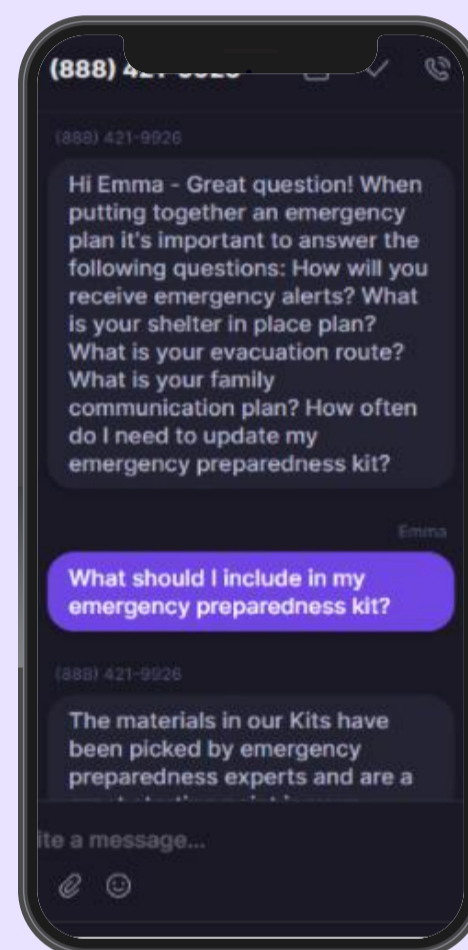 (888) 421-9926
(888) 421-9926
Hi Emma - Great question! When
putting together an emergency
plan it's important to answer the
following questions: How will you
receive emergency alerts? What
is your shelter in place plan?
What is your evacuation route?
What is your family
communication plan? How often
do I need to update my
emergency preparedness kit?
Emma
What should I include in my
emergency preparedness kit?
(888) 421-9926
The materials in our Kits have
been picked by emergency
preparedness experts and are a
ite a message...